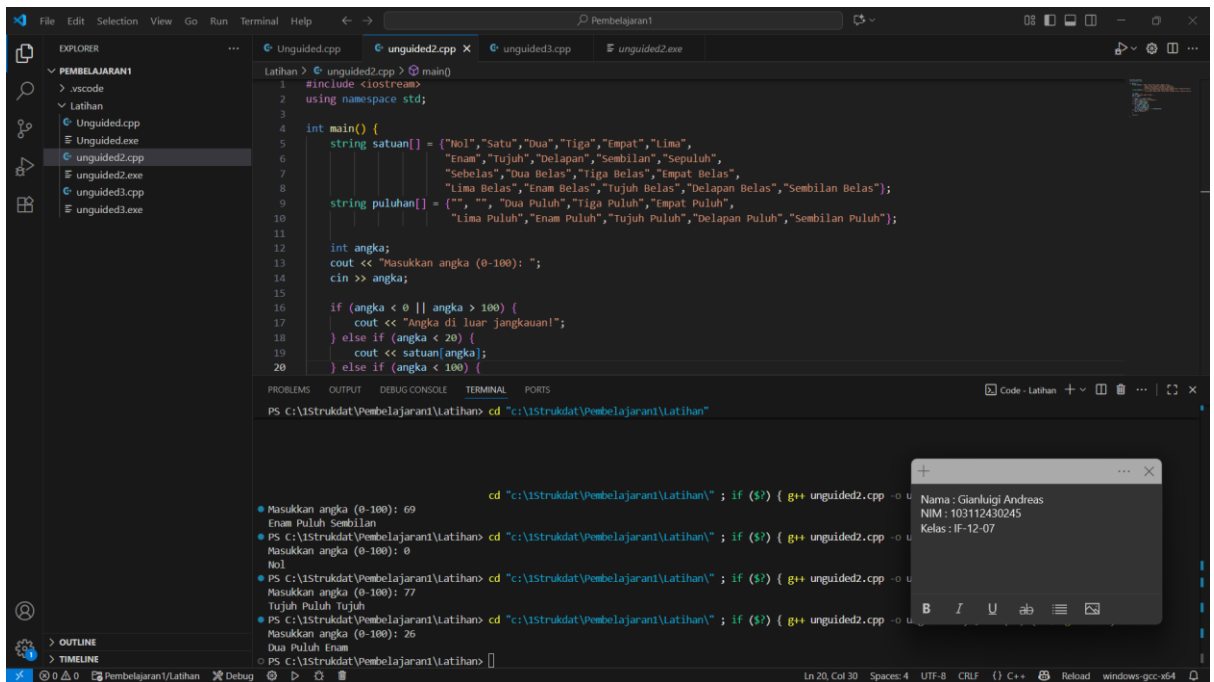 File Edit Selection View Go Run Terminal Help
Pembelajaran1
EXPLORER
PEMBELAJARAN1
.vscode
Latihan
Unguided.cpp
Unguided.exe
unguided2.cpp
unguided2.exe
unguided3.cpp
unguided3.exe
OUTLINE
TIMELINE
Unguided.cpp unguided2.cpp unguided3.cpp unguided2.exe
Latihan > unguided2.cpp > main()
1 #include <iostream>
2 using namespace std;
3
4 int main() {
5 string satuan[] = {"Nol","Satu","Dua","Tiga","Empat","Lima",
6 "Enam","Tujuh","Delapan","Sembilan","Sepuluh",
7 "Sebelas","Dua Belas","Tiga Belas","Empat Belas",
8 "Lima Belas","Enam Belas","Tujuh Belas","Delapan Belas","Sembilan Belas"};
9 string puluhan[] = {"", "", "Dua Puluh","Tiga Puluh","Empat Puluh",
10 "Lima Puluh","Enam Puluh","Tujuh Puluh","Delapan Puluh","Sembilan Puluh"};
11
12 int angka;
13 cout << "Masukkan angka (0-100): ";
14 cin >> angka;
15
16 if (angka < 0 || angka > 100) {
17 cout << "Angka di luar jangkauan!";
18 } else if (angka < 20) {
19 cout << satuan[angka];
20 } else if (angka < 100) {
PROBLEMS OUTPUT DEBUG CONSOLE TERMINAL PORTS
Code - Latihan
PS C:\1Strukdat\Pembelajaran1\Latihan> cd "c:\1Strukdat\Pembelajaran1\Latihan"
cd "c:\1Strukdat\Pembelajaran1\Latihan\" ; if ($?) { g++ unguided2.cpp -o u
Masukkan angka (0-100): 69
Enam Puluh Sembilan
PS C:\1Strukdat\Pembelajaran1\Latihan> cd "c:\1Strukdat\Pembelajaran1\Latihan\" ; if ($?) { g++ unguided2.cpp -o u
Masukkan angka (0-100): 0
Nol
PS C:\1Strukdat\Pembelajaran1\Latihan> cd "c:\1Strukdat\Pembelajaran1\Latihan\" ; if ($?) { g++ unguided2.cpp -o u
Masukkan angka (0-100): 77
Tujuh Puluh Tujuh
PS C:\1Strukdat\Pembelajaran1\Latihan> cd "c:\1Strukdat\Pembelajaran1\Latihan\" ; if ($?) { g++ unguided2.cpp -o
Masukkan angka (0-100): 26
Dua Puluh Enam
PS C:\1Strukdat\Pembelajaran1\Latihan>
Nama : Gianluigi Andreas
NIM : 103112430245
Kelas : IF-12-07
B I U ab
0 0 Pembelajaran1/Latihan Debug
Ln 20, Col 30 Spaces: 4 UTF-8 CRLF {} C++ Reload windows-gcc-x64